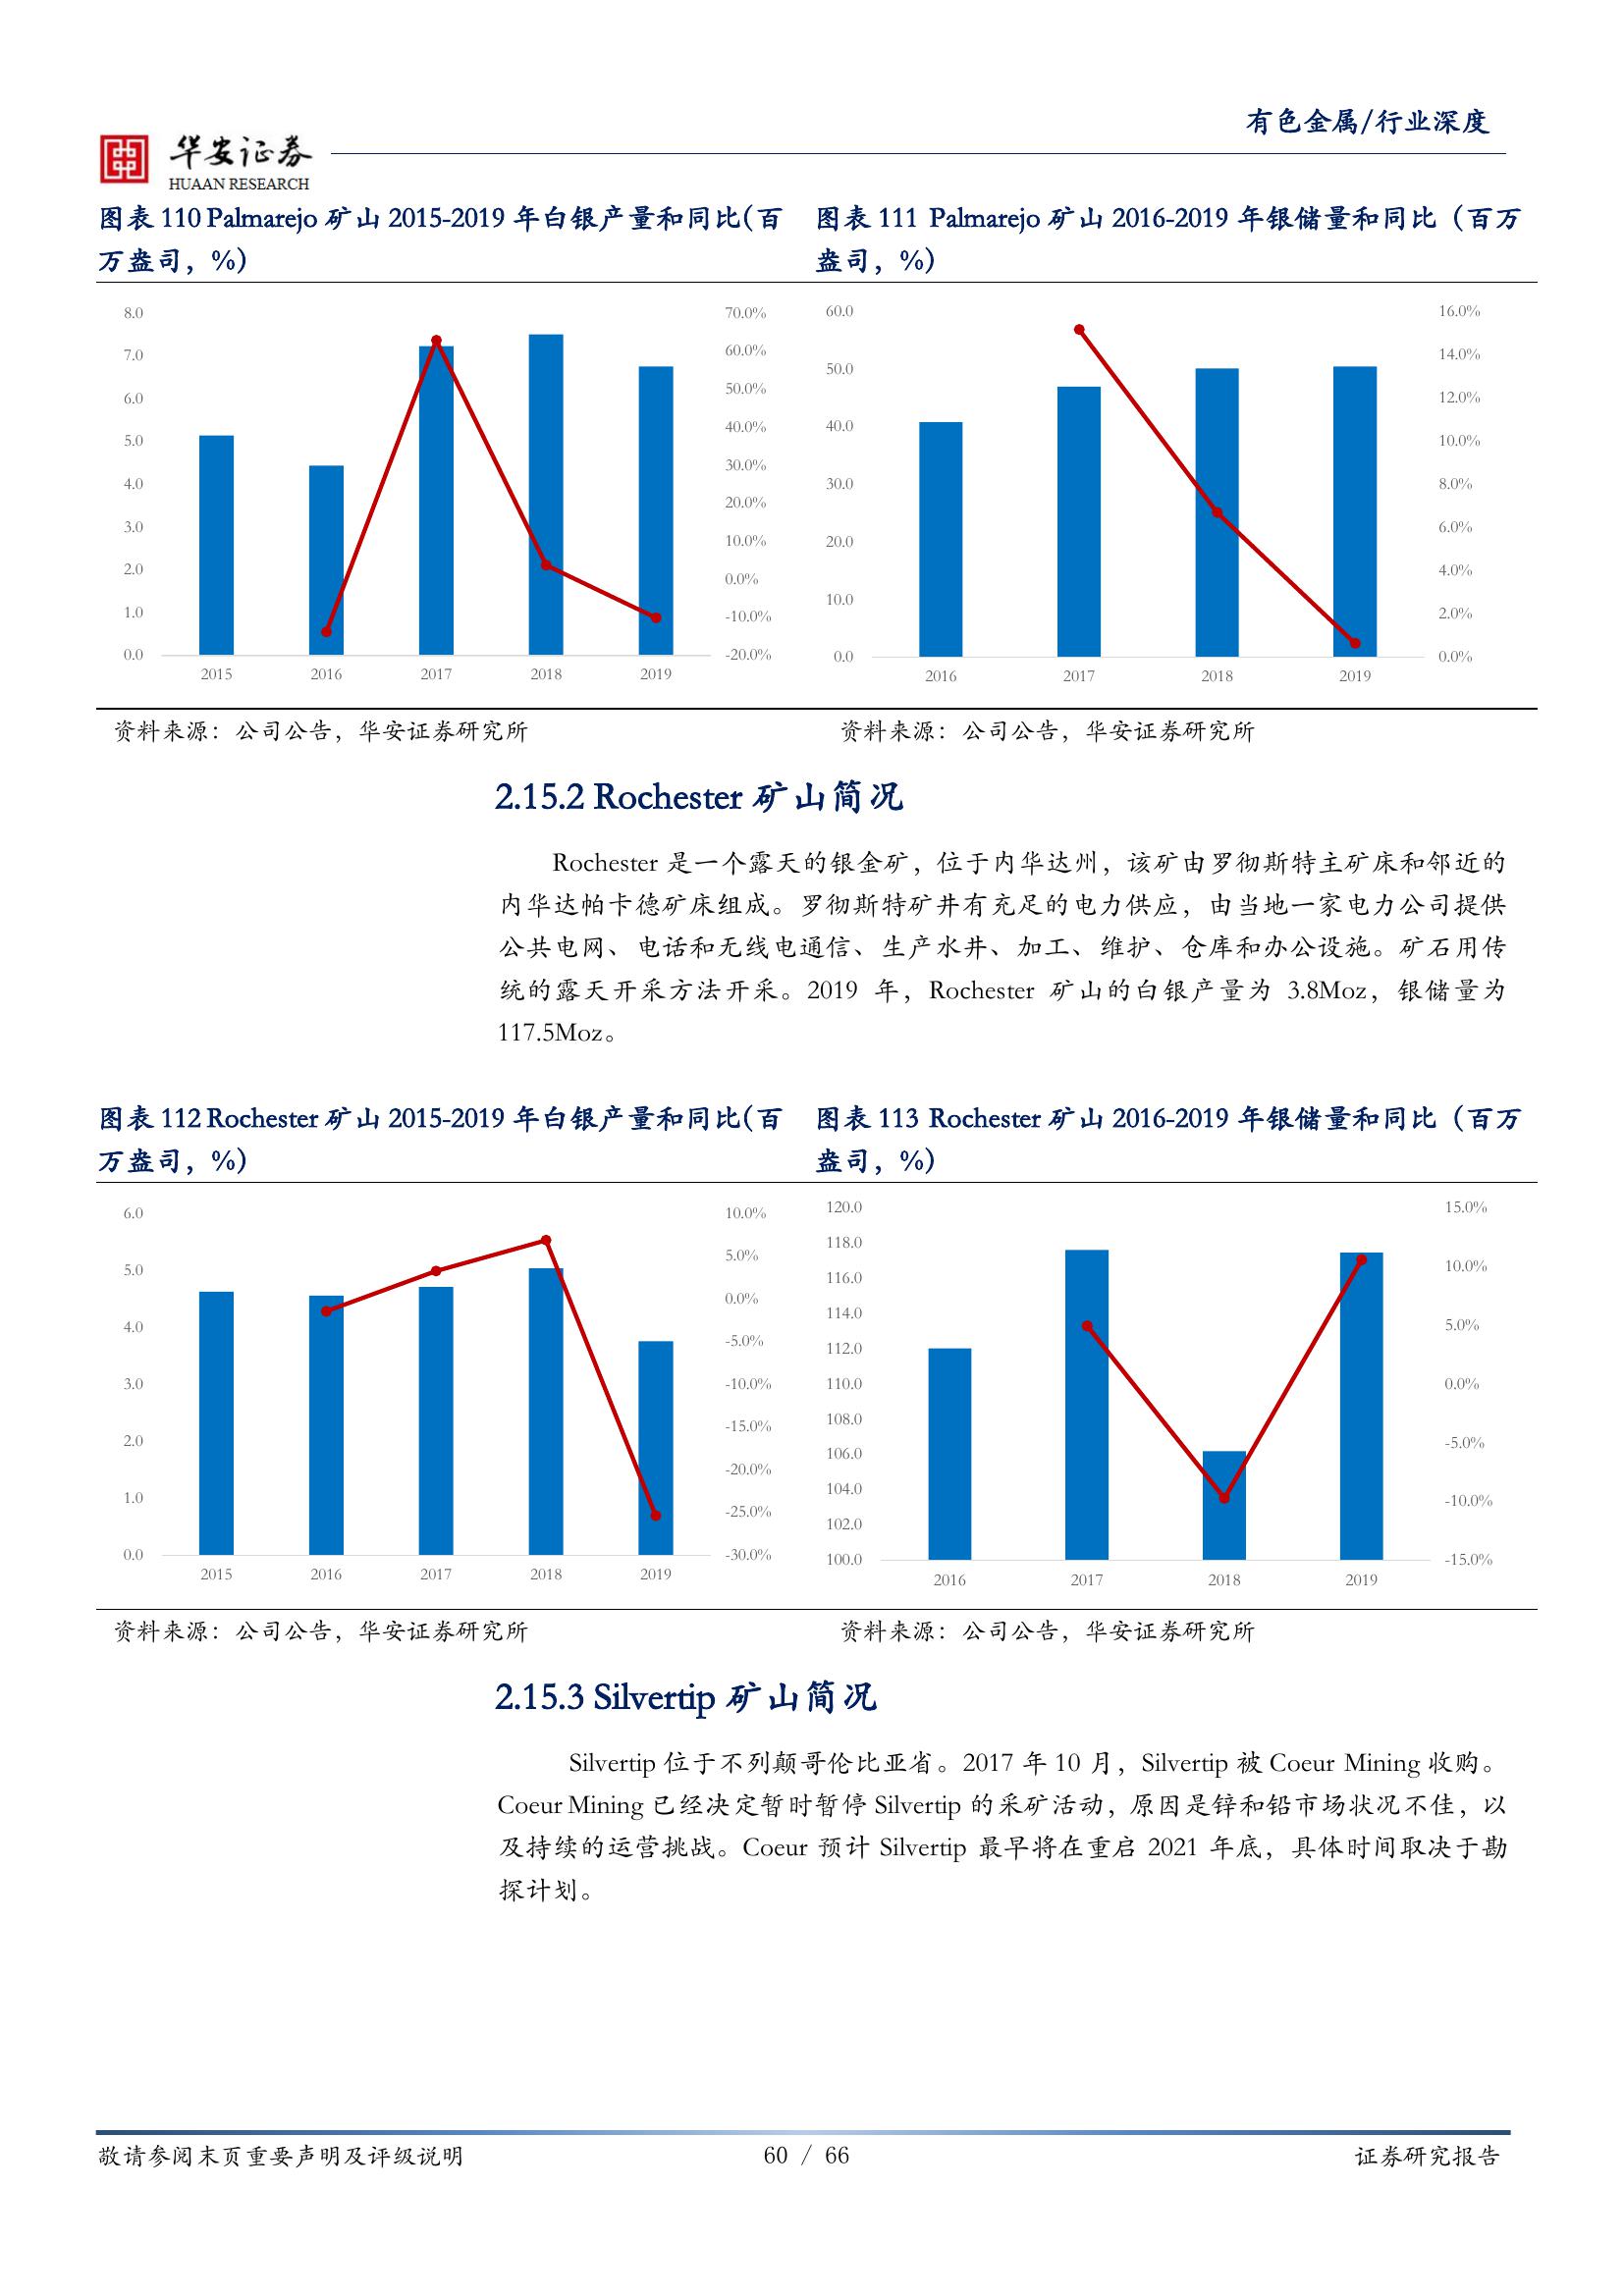 有色金属/行业深度
华安证券
HUAAN RESEARCH
图表 110 Palmarejo 矿山 2015-2019 年白银产量和同比(百
万盎司，%)
8.0
7.0
6.0
5.0
4.0
3.0
2.0
1.0
0.0
70.0%
60.0%
50.0%
40.0%
30.0%
20.0%
10.0%
0.0%
-10.0%
-20.0%
2015 2016 2017 2018 2019
资料来源：公司公告，华安证券研究所
图表 111 Palmarejo 矿山 2016-2019 年银储量和同比（百万
盎司，%)
60.0
50.0
40.0
30.0
20.0
10.0
0.0
16.0%
14.0%
12.0%
10.0%
8.0%
6.0%
4.0%
2.0%
0.0%
2016 2017 2018 2019
资料来源：公司公告，华安证券研究所
2.15.2 Rochester 矿山简况
Rochester 是一个露天的银金矿，位于内华达州，该矿由罗彻斯特主矿床和邻近的
内华达帕卡德矿床组成。罗彻斯特矿井有充足的电力供应，由当地一家电力公司提供
公共电网、电话和无线电通信、生产水井、加工、维护、仓库和办公设施。矿石用传
统的露天开采方法开采。2019 年，Rochester 矿山的白银产量为 3.8Moz，银储量为
117.5Moz。
图表 112 Rochester 矿山 2015-2019 年白银产量和同比(百
万盎司，%)
6.0
5.0
4.0
3.0
2.0
1.0
0.0
10.0%
5.0%
0.0%
-5.0%
-10.0%
-15.0%
-20.0%
-25.0%
-30.0%
2015 2016 2017 2018 2019
资料来源：公司公告，华安证券研究所
图表 113 Rochester 矿山 2016-2019 年银储量和同比（百万
盎司，%)
120.0
118.0
116.0
114.0
112.0
110.0
108.0
106.0
104.0
102.0
100.0
15.0%
10.0%
5.0%
0.0%
-5.0%
-10.0%
-15.0%
2016 2017 2018 2019
资料来源：公司公告，华安证券研究所
2.15.3 Silvertip 矿山简况
Silvertip 位于不列颠哥伦比亚省。2017 年 10 月，Silvertip 被 Coeur Mining 收购。
Coeur Mining 已经决定暂时暂停 Silvertip 的采矿活动，原因是锌和铅市场状况不佳，以
及持续的运营挑战。Coeur 预计 Silvertip 最早将在重启 2021 年底，具体时间取决于勘
探计划。
敬请参阅末页重要声明及评级说明
60 / 66
证券研究报告